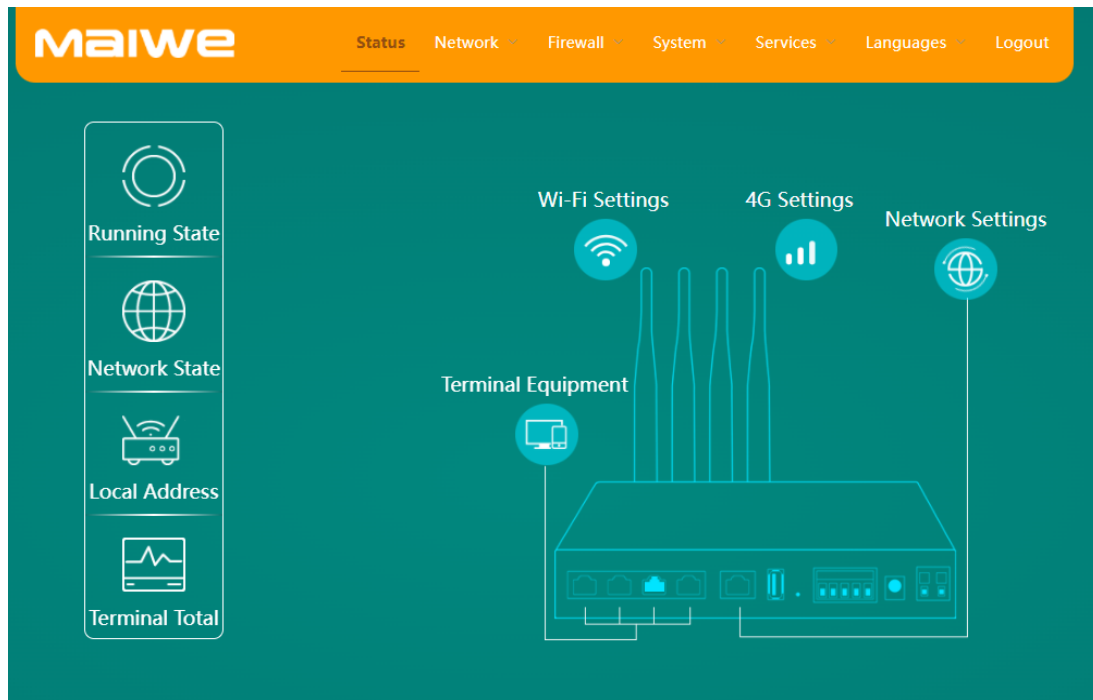 Maiwe
Status Network Firewall System Services Languages Logout
Running State
Network State
Local Address
Terminal Total
Wi-Fi Settings
4G Settings
Network Settings
Terminal Equipment